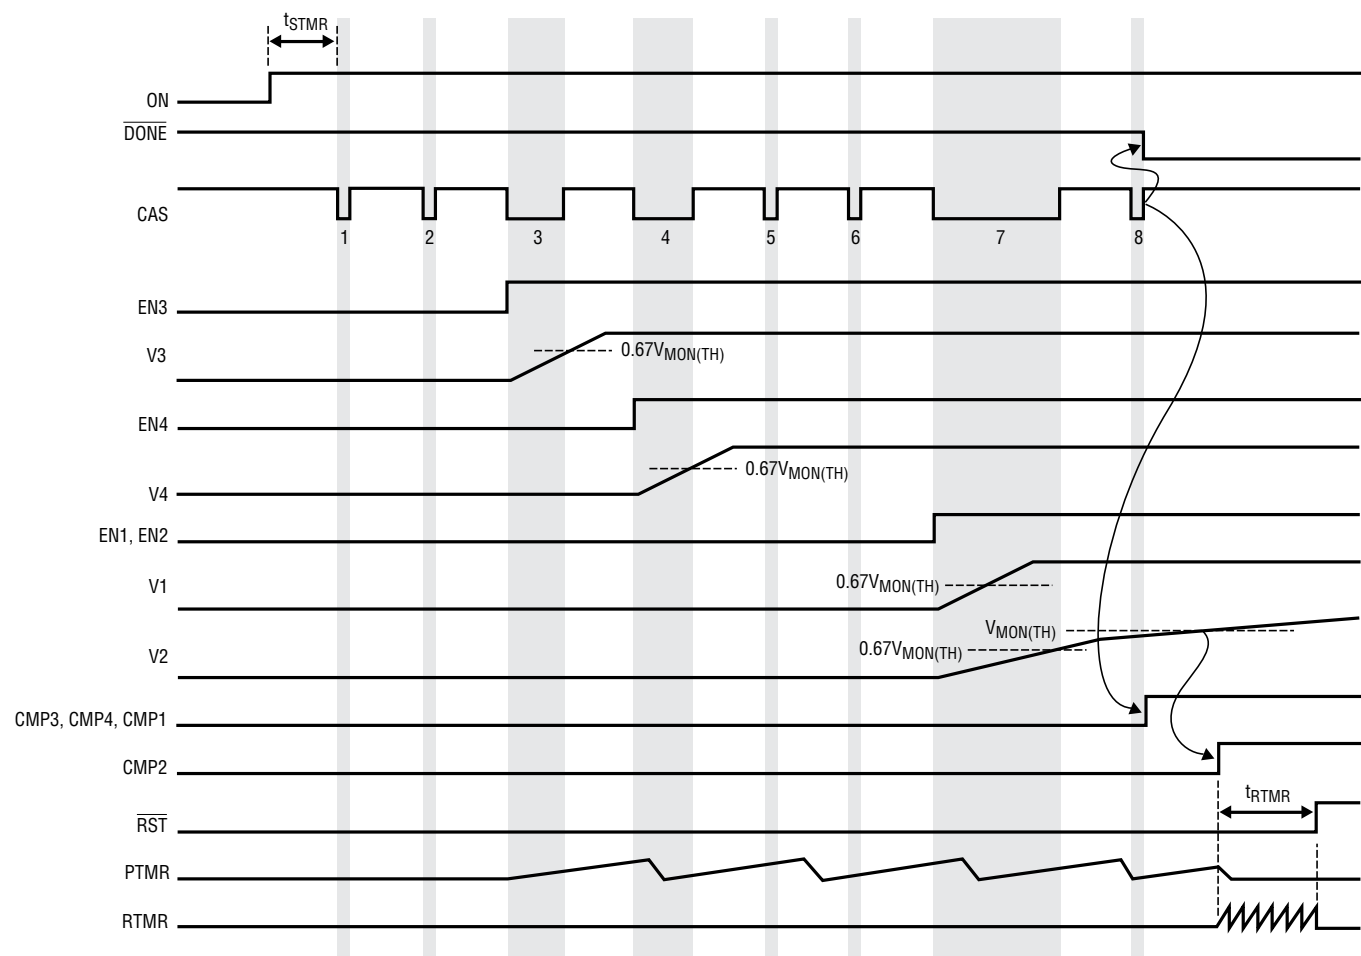 tSTMR
ON
DONE
CAS
1 2 3 4 5 6 7 8
EN3
V3
0.67VMON(TH)
EN4
V4
0.67VMON(TH)
EN1, EN2
V1
0.67VMON(TH)
VMON(TH)
V2
0.67VMON(TH)
CMP3, CMP4, CMP1
CMP2
tRTMR
RST
PTMR
RTMR